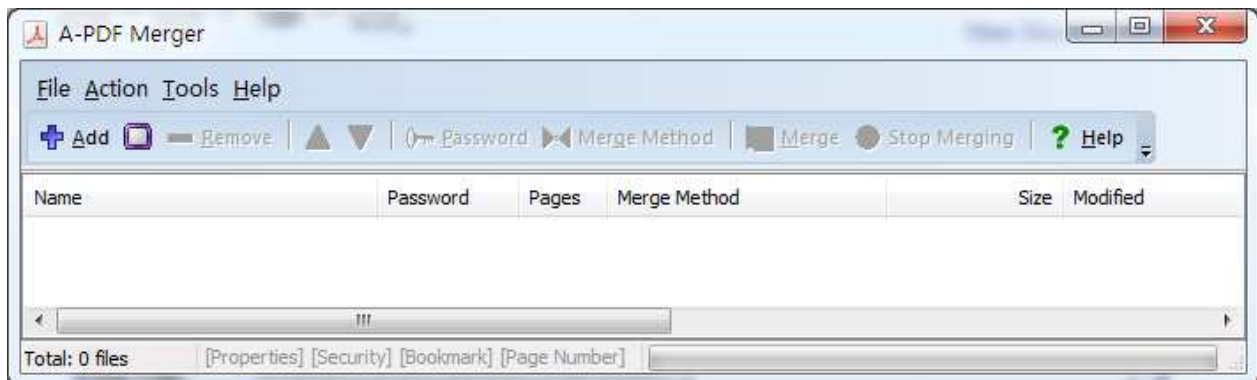 A-PDF Merger
File Action Tools Help
Add Remove Password Merge Method Merge Stop Merging ? Help
Name Password Pages Merge Method Size Modified
Total: 0 files [Properties] [Security] [Bookmark] [Page Number]